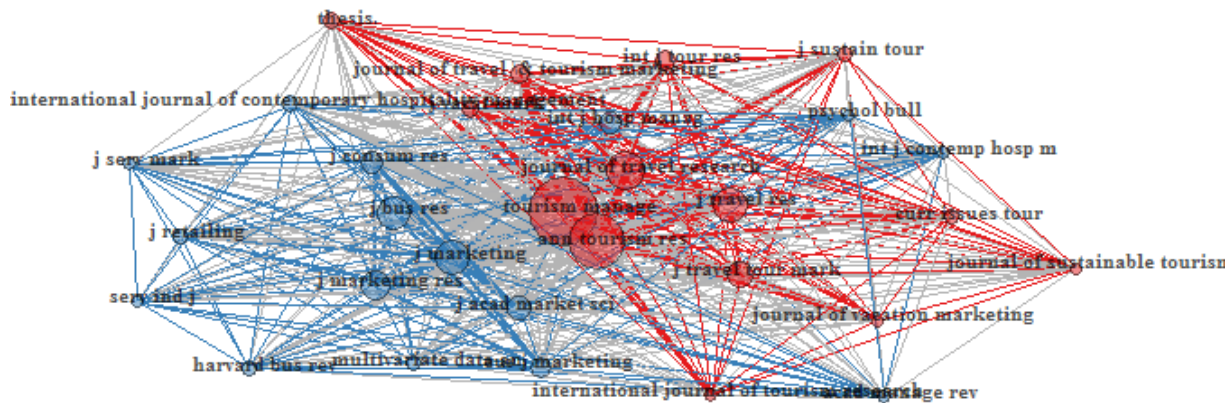 thesis.
int j tour res
j sustain tour
journal of travel & tourism marketing
international journal of contemporary hospitality management
int j hosp manag
psychol bull
j serv mark
j consum res
journal of travel research
int j contemp hosp m
j bus res
tourism manage
j travel res
curr issues tour
j retailing
ann tourism res
j marketing
j travel tour mark
journal of sustainable tourism
j marketing res
serv ind j
j acad market sci
journal of vacation marketing
harvard bus rev
multivariate data
j marketing
international journal of tourism research
acad manage rev